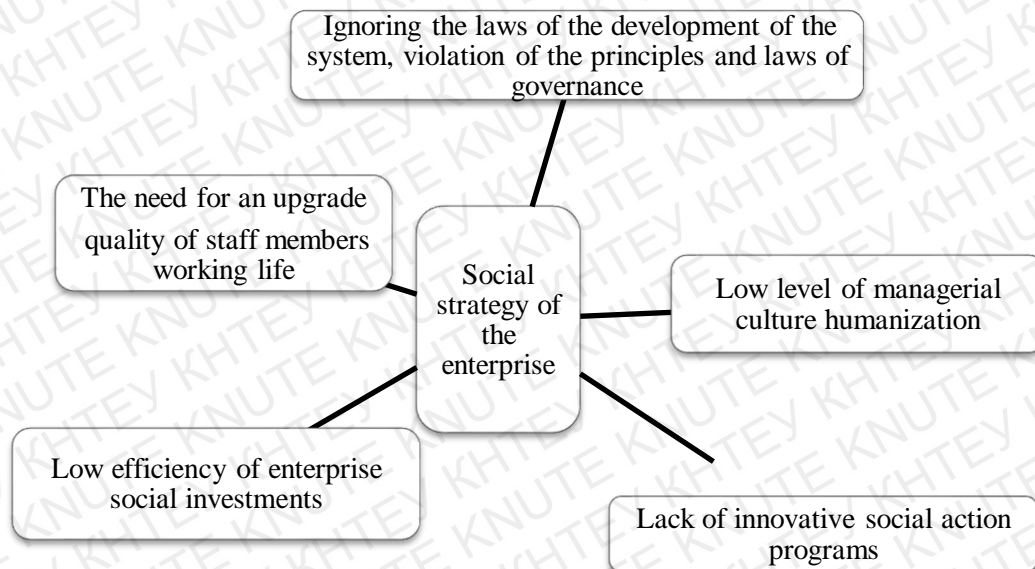 Ignoring the laws of the development of the
system, violation of the principles and laws of
governance
The need for an upgrade
quality of staff members
working life
Social
strategy of
the
enterprise
Low level of managerial
culture humanization
Low efficiency of enterprise
social investments
Lack of innovative social action
programs